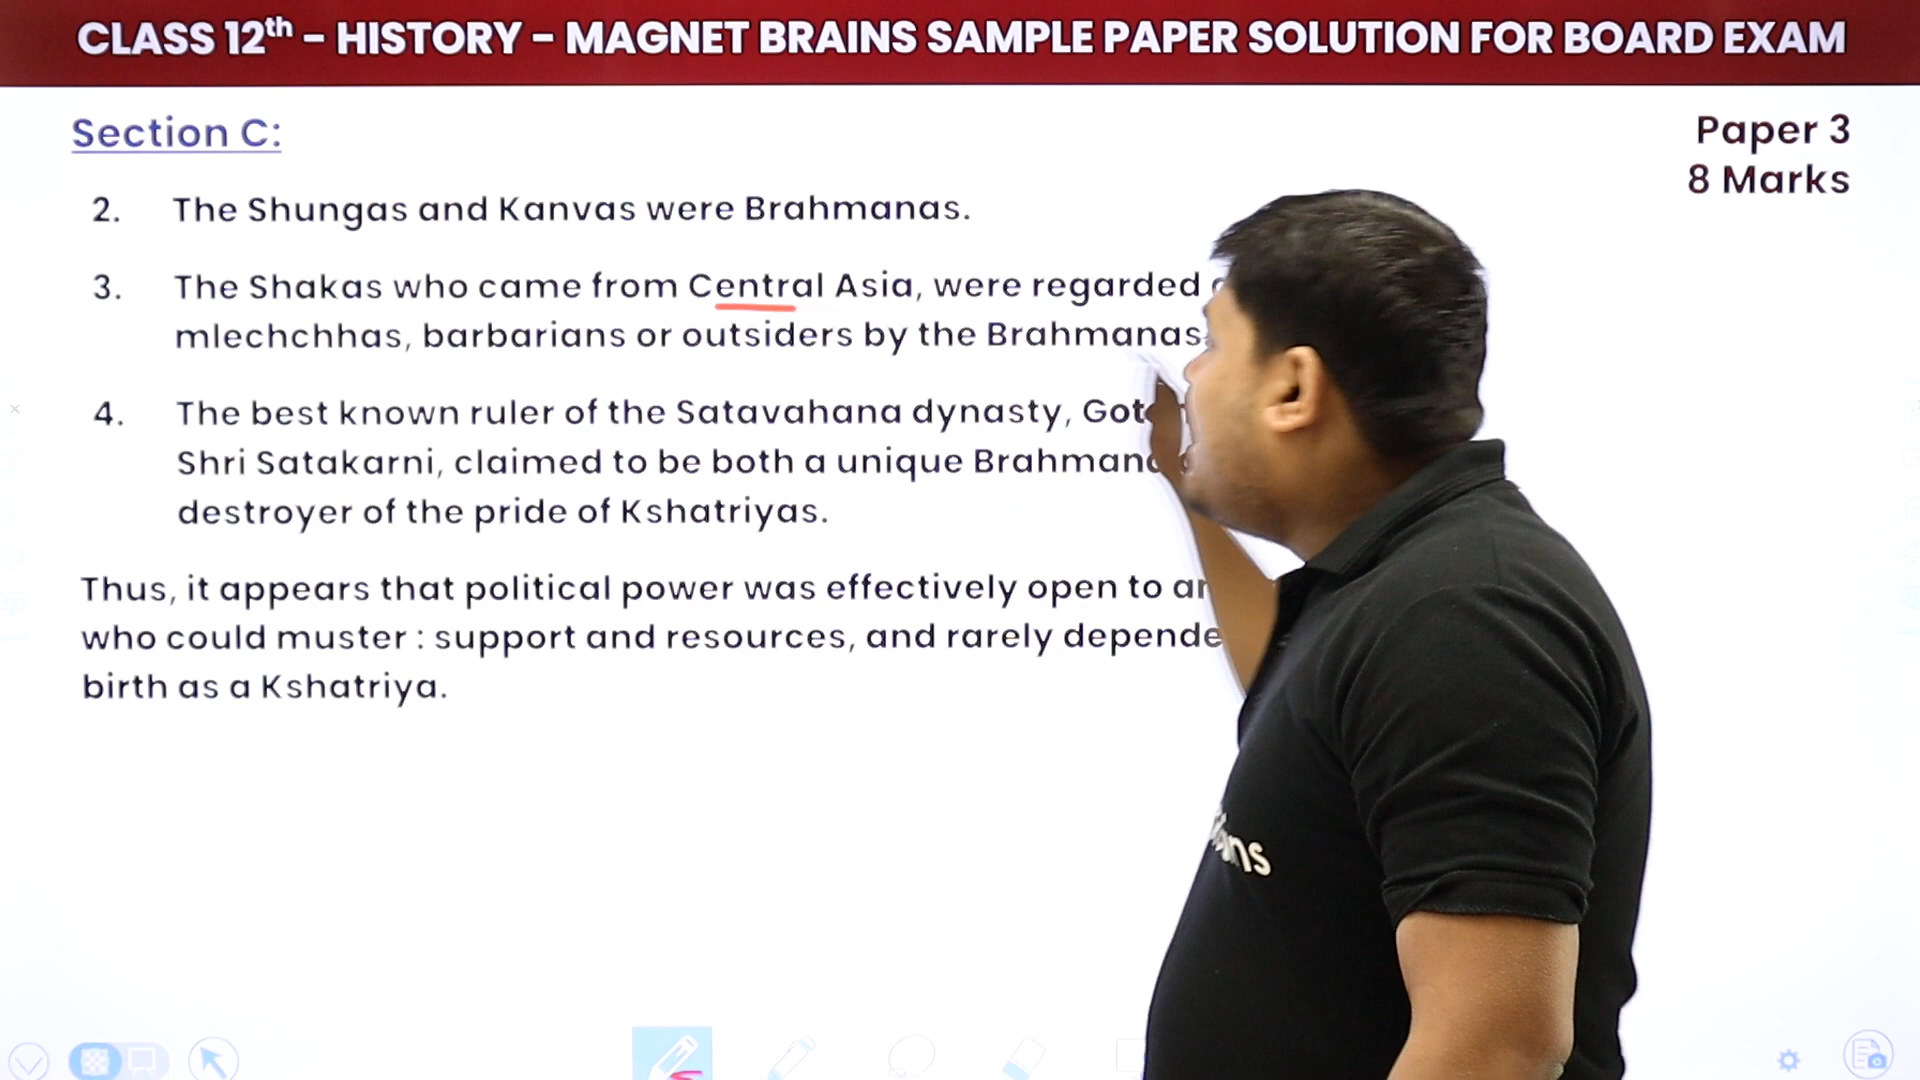 CLASS 12th – HISTORY – MAGNET BRAINS SAMPLE PAPER SOLUTION FOR BOARD EXAM
Section C:
Paper 3
8 Marks
2. The Shungas and Kanvas were Brahmanas.
3. The Shakas who came from Central Asia, were regarded
mlechchhas, barbarians or outsiders by the Brahmanas.
4. The best known ruler of the Satavahana dynasty,
Shri Satakarni, claimed to be both a unique
destroyer of the pride of Kshatriyas.
Thus, it appears that political power was effectively open to
who could muster : support and resources, and rarely
birth as a Kshatriya.